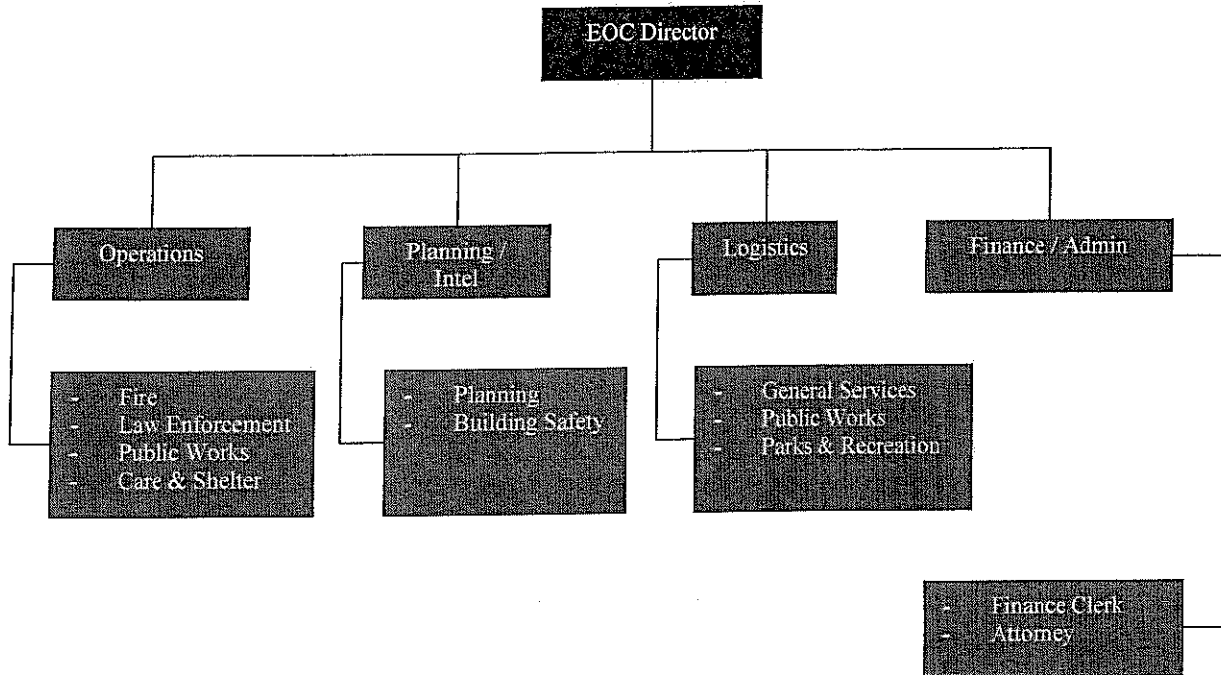 EOC Director
Operations
Planning /
Intel
Logistics
Finance / Admin
- Fire
- Law Enforcement
- Public Works
- Care & Shelter
- Planning
- Building Safety
- General Services
- Public Works
- Parks & Recreation
- Finance Clerk
- Attorney